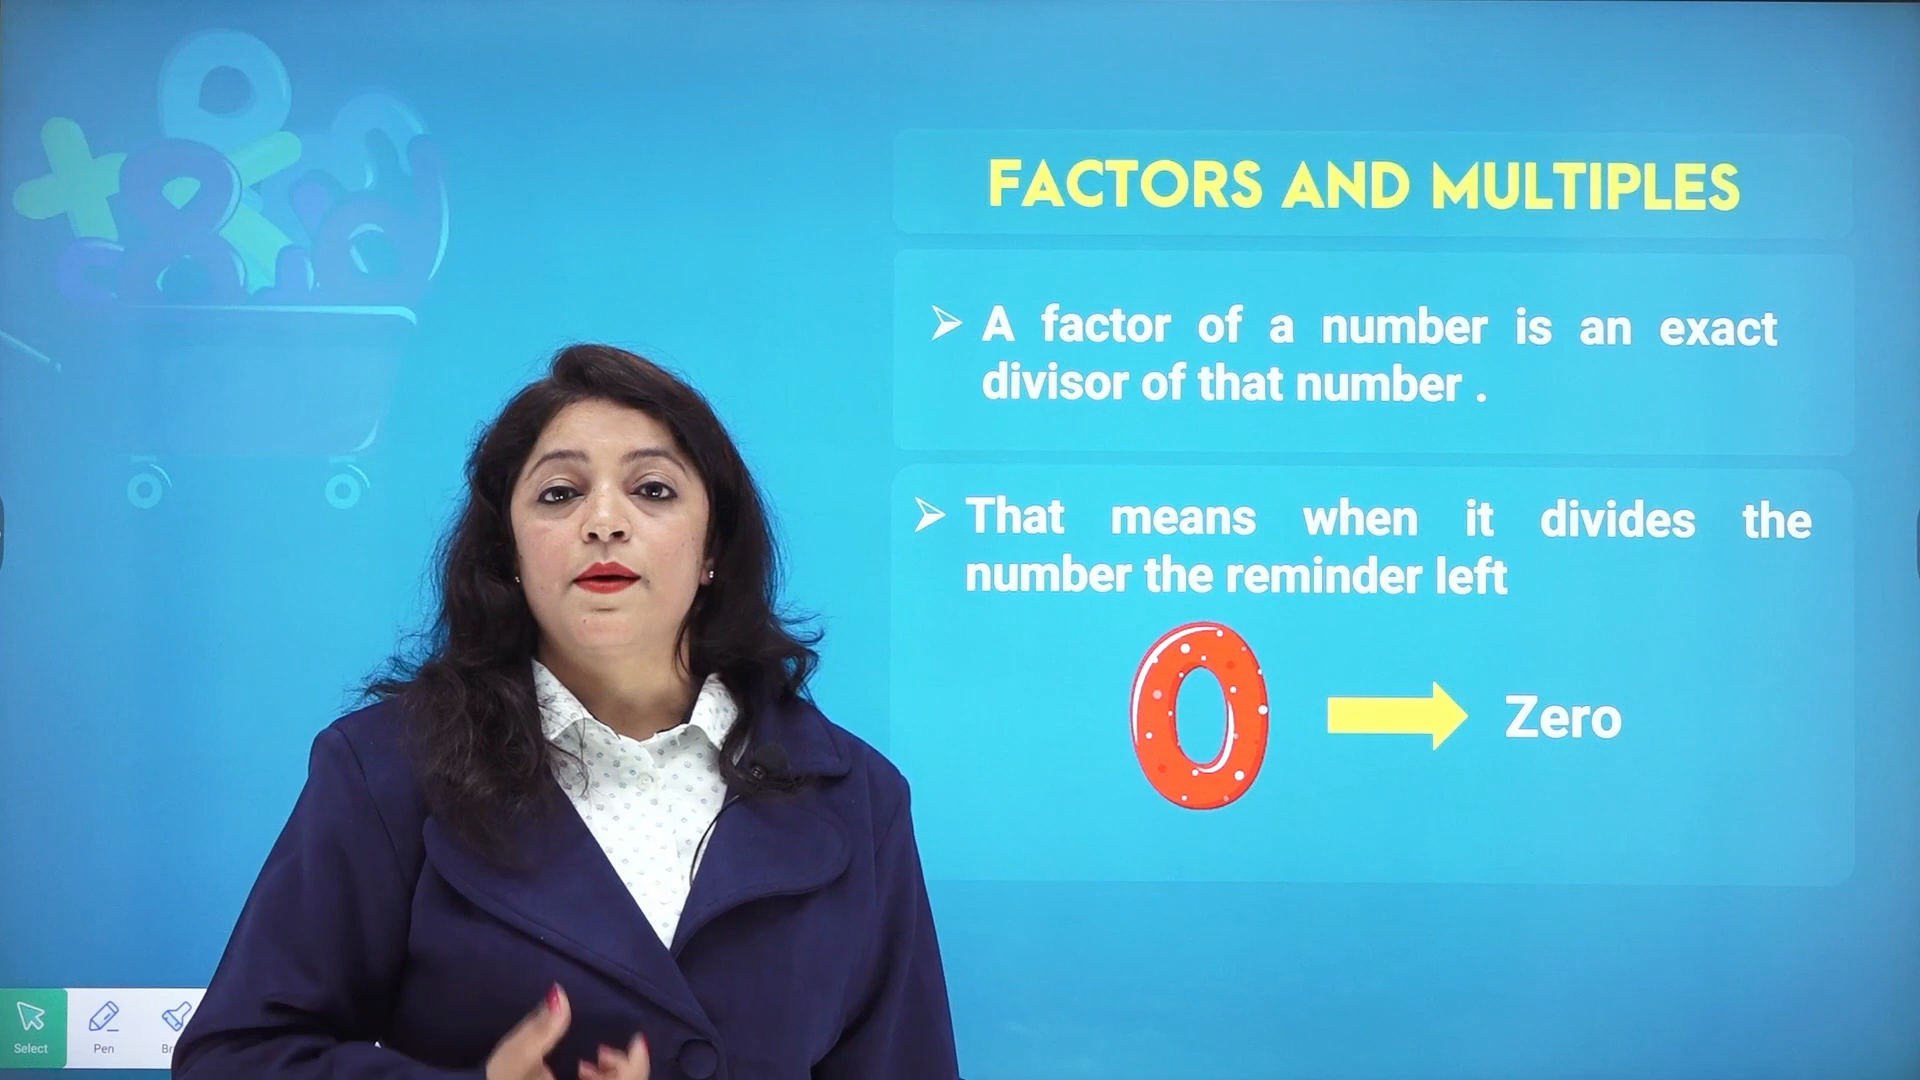 FACTORS AND MULTIPLES
➢ A factor of a number is an exact
divisor of that number .
➢ That means when it divides the
number the reminder left
0 Zero
Select Pen